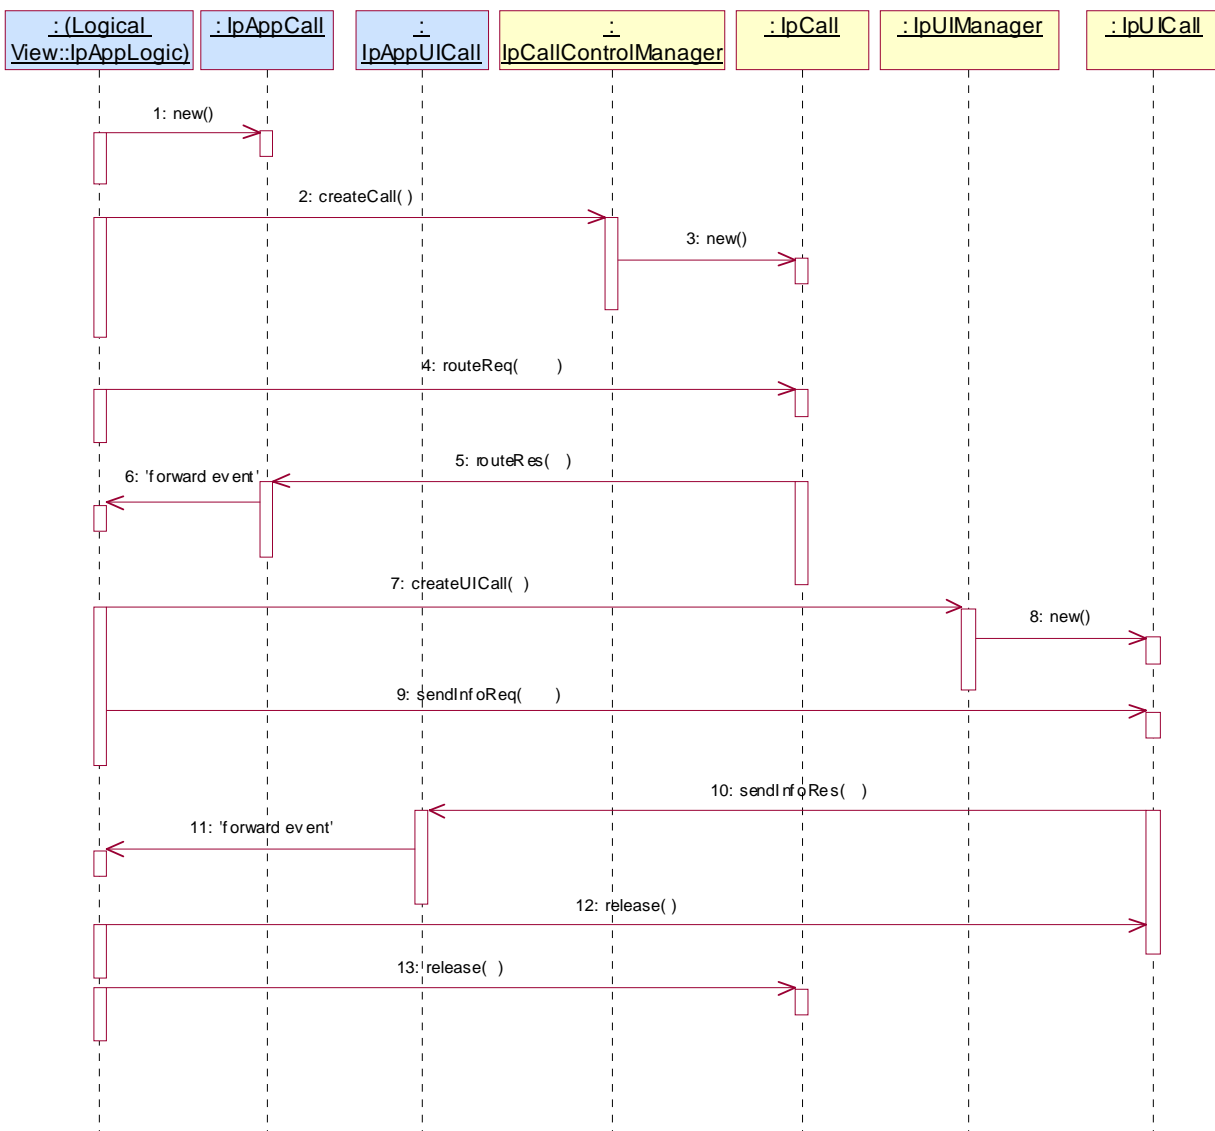 : (Logical
View::IpAppLogic)
: IpAppCall
:
IpAppUICall
:
IpCallControlManager
: IpCall
: IpUIManager
: IpUICall
1: new()
2: createCall( )
3: new()
4: routeReq( )
5: routeRes( )
6: 'forward event'
7: createUICall( )
8: new()
9: sendInfoReq( )
10: sendInfoRes( )
11: 'forward event'
12: release( )
13: release( )